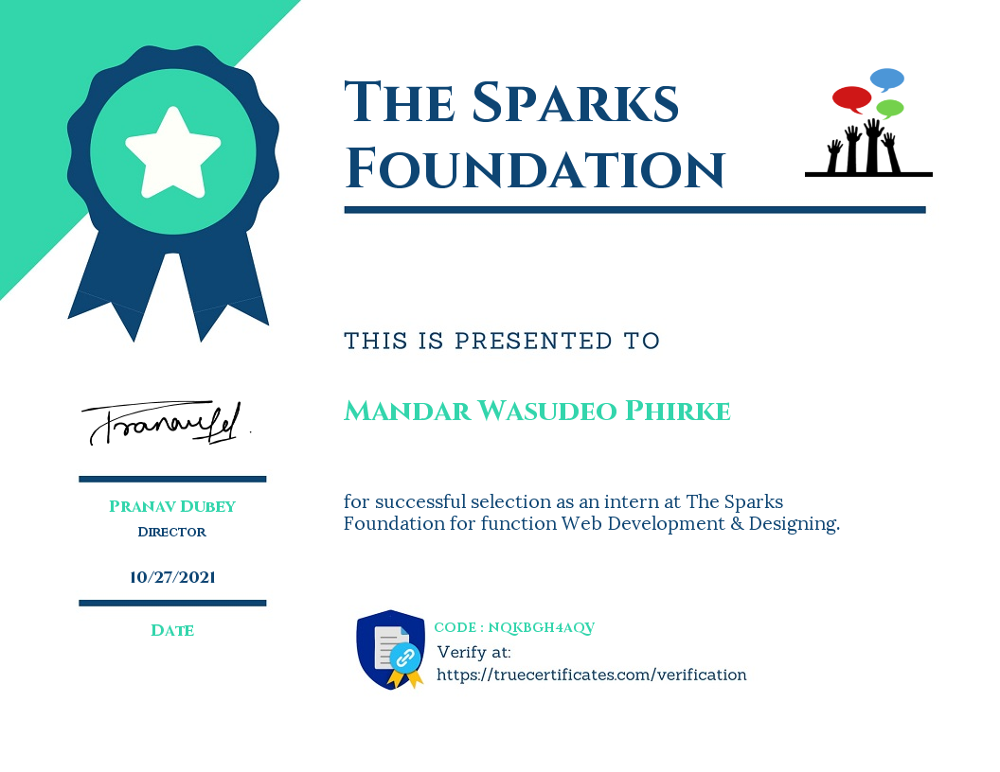 The Sparks
Foundation
THIS IS PRESENTED TO
Mandar Wasudeo Phirke
for successful selection as an intern at The Sparks
Foundation for function Web Development & Designing.
Pranav Dubey
Director
10/27/2021
Date
CODE : NQKBGH4AQV
Verify at:
https://truecertificates.com/verification